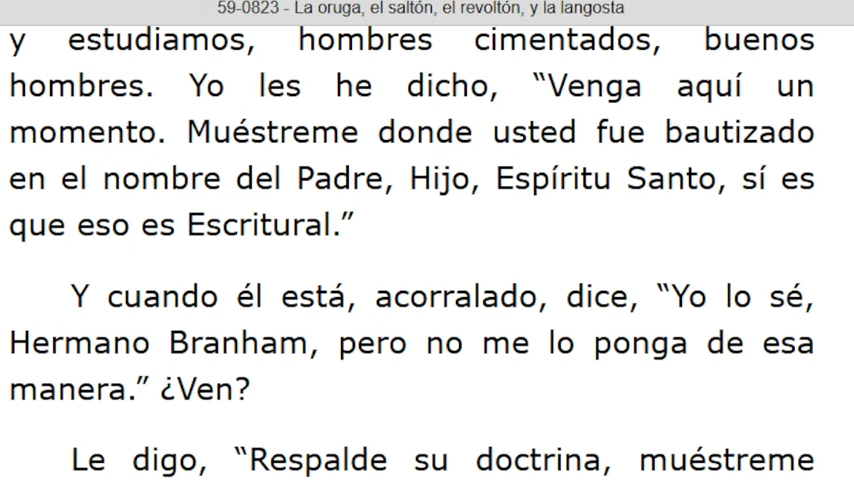 59-0823 - La oruga, el saltón, el revoltón, y la langosta
y estudiamos, hombres cimentados, buenos
hombres. Yo les he dicho, “Venga aquí un
momento. Muéstreme donde usted fue bautizado
en el nombre del Padre, Hijo, Espíritu Santo, sí es
que eso es Escritural.”
Y cuando él está, acorralado, dice, “Yo lo sé,
Hermano Branham, pero no me lo ponga de esa
manera.” ¿Ven?
Le digo, “Respalde su doctrina, muéstreme